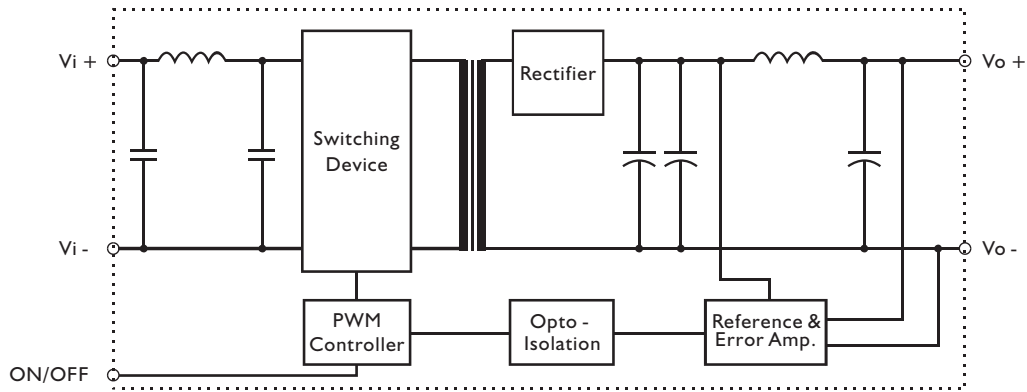 Vi +
Switching
Device
Rectifier
Vo +
Vi -
Vo -
PWM
Controller
Opto -
Isolation
Reference &
Error Amp.
ON/OFF